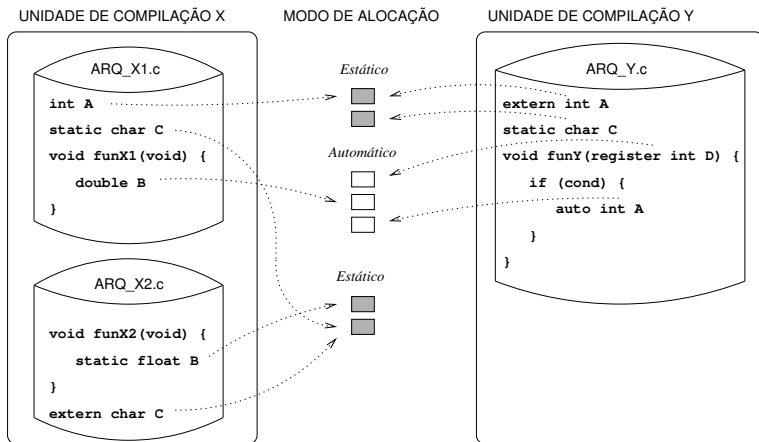 UNIDADE DE COMPILAÇÃO X
ARQ_X1.c
int A
static char C
void funX1(void) {
double B
}
ARQ_X2.c
void funX2(void) {
static float B
}
extern char C
MODO DE ALOCAÇÃO
Estático
Automático
Estático
UNIDADE DE COMPILAÇÃO Y
ARQ_Y.c
extern int A
static char C
void funY(register int D) {
if (cond) {
auto int A
}
}